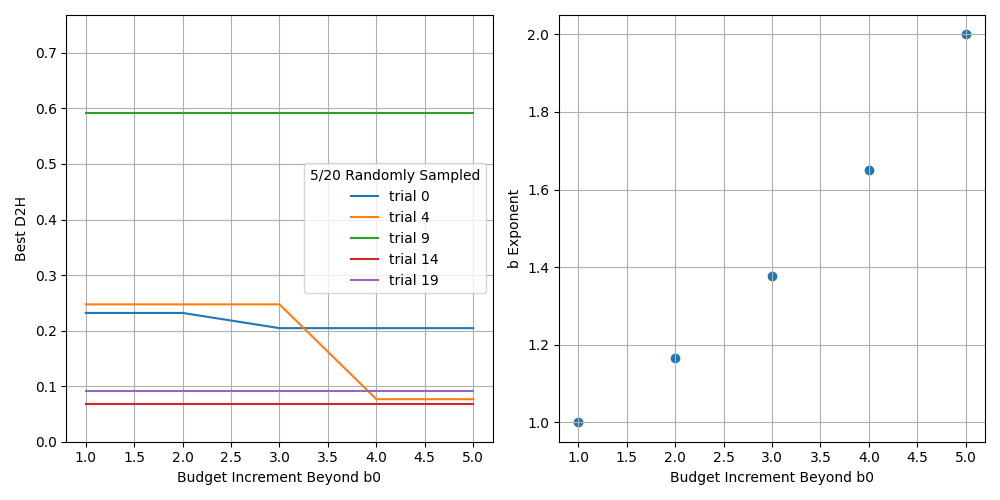 0.7
0.6
0.5
0.4
0.3
0.2
0.1
0.0
Best D2H
5/20 Randomly Sampled
trial 0
trial 4
trial 9
trial 14
trial 19
1.0 1.5 2.0 2.5 3.0 3.5 4.0 4.5 5.0
Budget Increment Beyond b0
2.0
1.8
1.6
1.4
1.2
1.0
b Exponent
1.0 1.5 2.0 2.5 3.0 3.5 4.0 4.5 5.0
Budget Increment Beyond b0